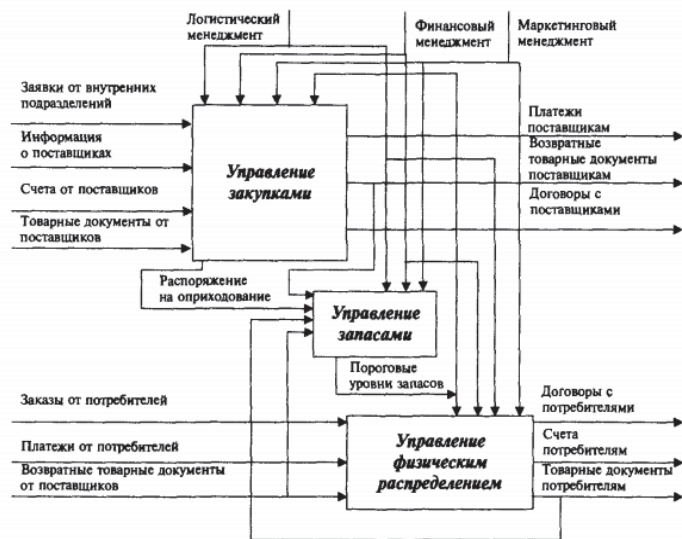 Логистический
менеджмент
Финансовый
менеджмент
Маркетинговый
менеджмент
Заявки от внутренних
подразделений
Информация
о поставщиках
Счета от поставщиков
Товарные документы от
поставщиков
Управление
закупками
Платежи
поставщикам
Возвратные
товарные документы
поставщикам
Договоры с
поставщиками
Распоряжение
на оприходование
Управление
запасами
Пороговые
уровни запасов
Заказы от потребителей
Платежи от потребителей
Возвратные товарные документы
от поставщиков
Управление
физическим
распределением
Договоры с
потребителями
Счета
потребителям
Товарные документы
потребителям